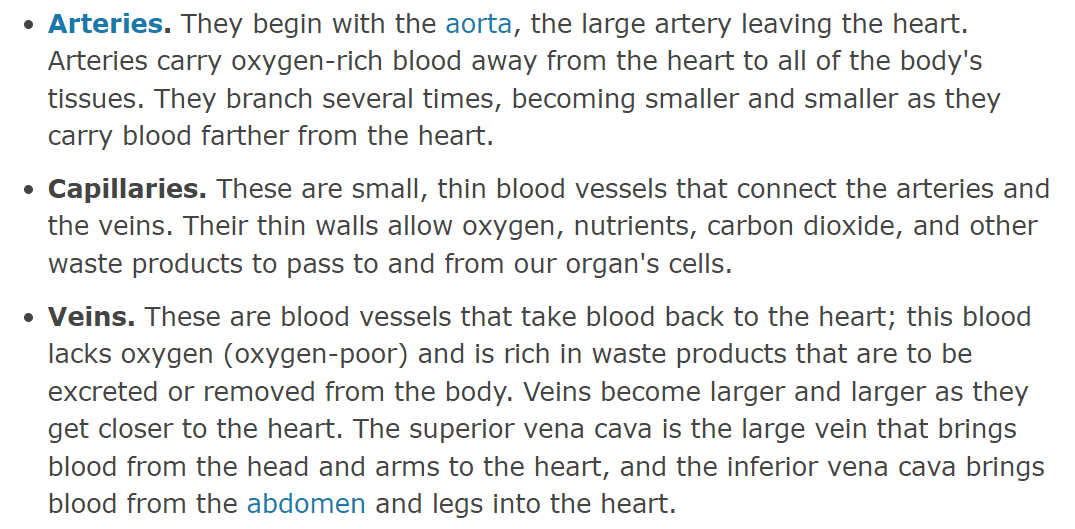 • Arteries. They begin with the aorta, the large artery leaving the heart.
Arteries carry oxygen-rich blood away from the heart to all of the body's
tissues. They branch several times, becoming smaller and smaller as they
carry blood farther from the heart.
• Capillaries. These are small, thin blood vessels that connect the arteries and
the veins. Their thin walls allow oxygen, nutrients, carbon dioxide, and other
waste products to pass to and from our organ's cells.
• Veins. These are blood vessels that take blood back to the heart; this blood
lacks oxygen (oxygen-poor) and is rich in waste products that are to be
excreted or removed from the body. Veins become larger and larger as they
get closer to the heart. The superior vena cava is the large vein that brings
blood from the head and arms to the heart, and the inferior vena cava brings
blood from the abdomen and legs into the heart.